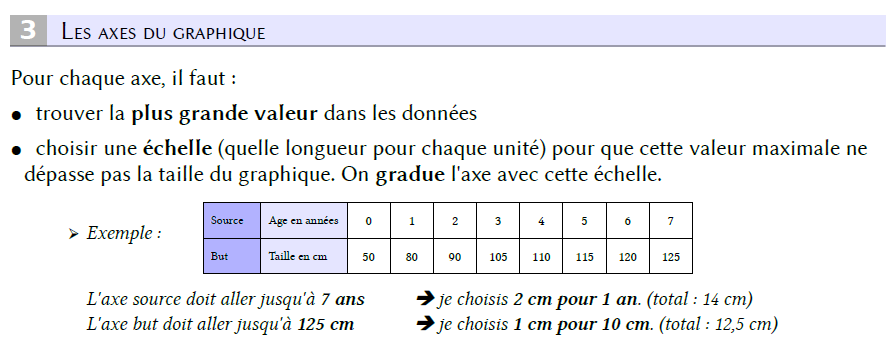 3 LES AXES DU GRAPHIQUE
Pour chaque axe, il faut :
● trouver la plus grande valeur dans les données
● choisir une échelle (quelle longueur pour chaque unité) pour que cette valeur maximale ne
dépasse pas la taille du graphique. On gradue l'axe avec cette échelle.
➢ Exemple :
Source Age en années 0 1 2 3 4 5 6 7
But Taille en cm 50 80 90 105 110 115 120 125
L'axe source doit aller jusqu'à 7 ans ➔ je choisis 2 cm pour 1 an. (total : 14 cm)
L'axe but doit aller jusqu'à 125 cm ➔ je choisis 1 cm pour 10 cm. (total : 12,5 cm)